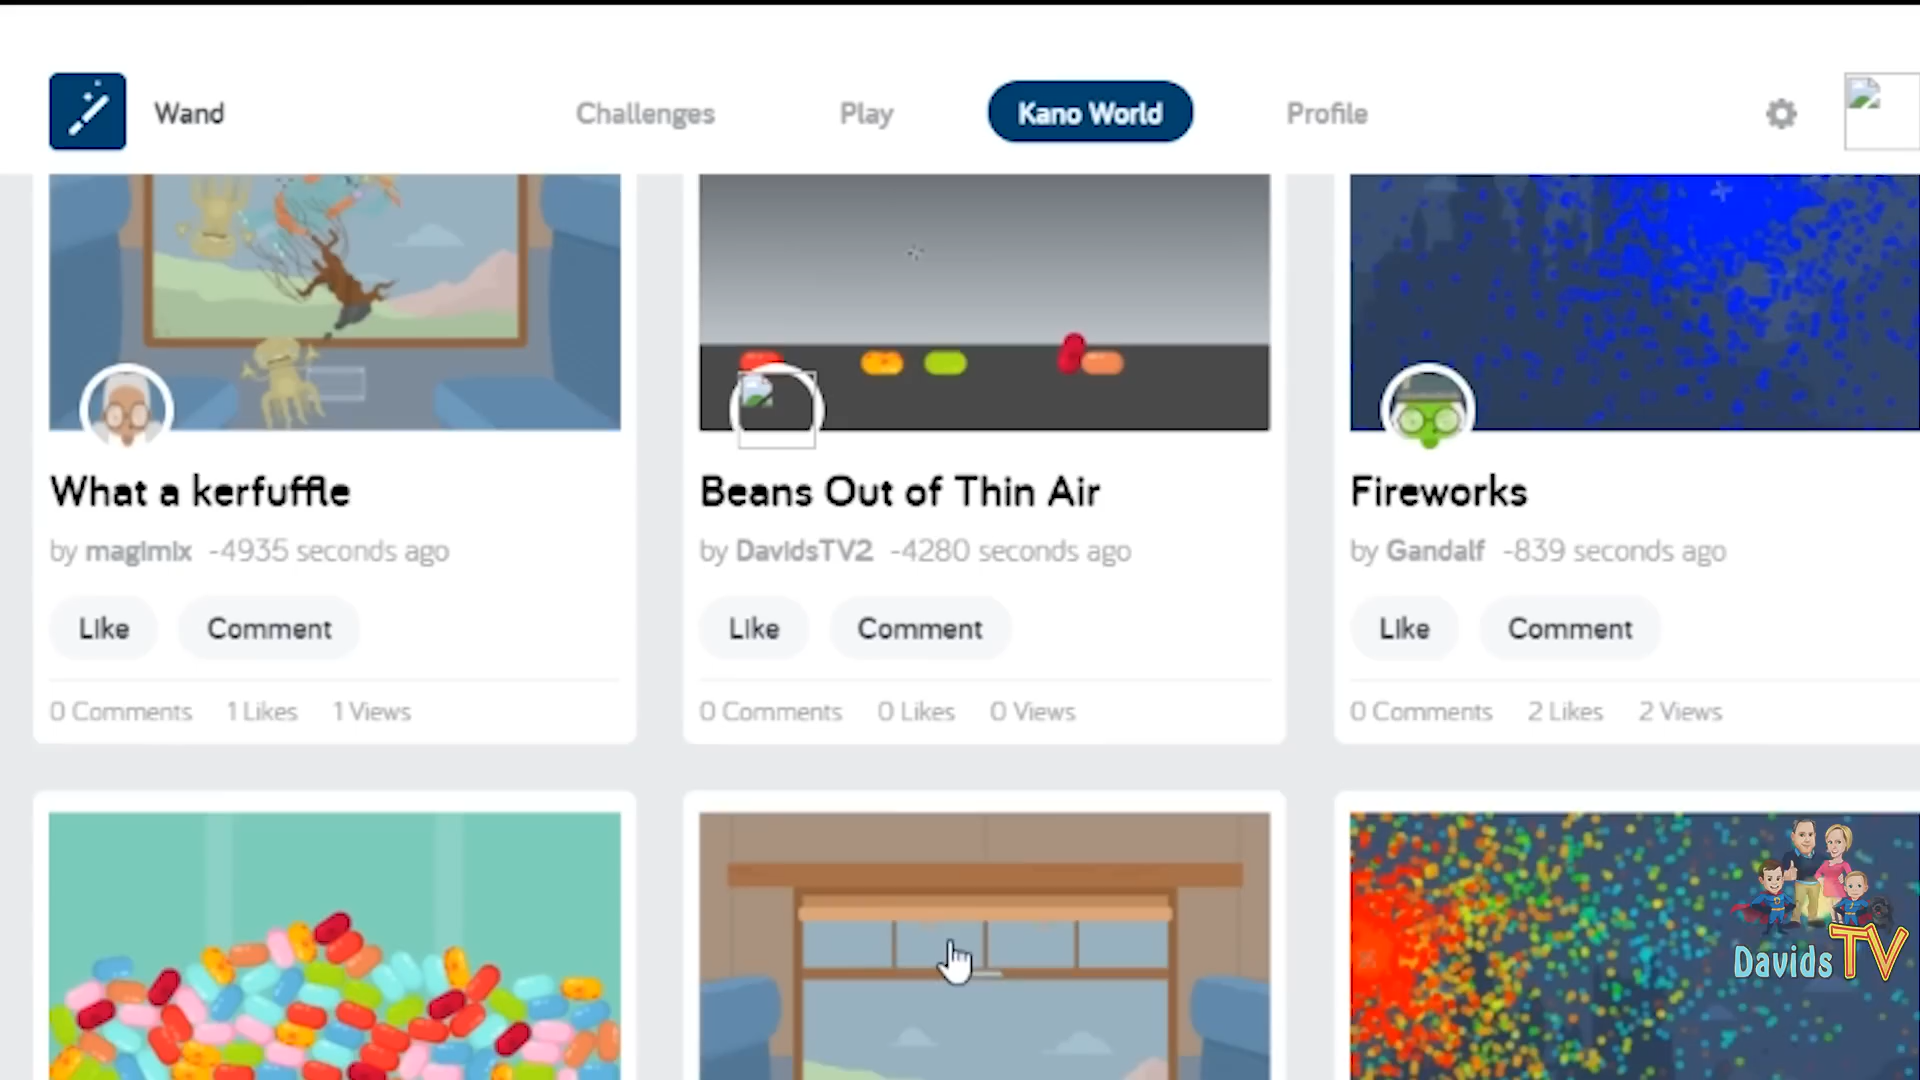 Wand
Challenges
Play
Kano World
Profile
What a kerfuffle
by magimix -4935 seconds ago
Like
Comment
0 Comments 1 Likes 1 Views
Beans Out of Thin Air
by DavidsTV2 -4280 seconds ago
Like
Comment
0 Comments 0 Likes 0 Views
Fireworks
by Gandalf -839 seconds ago
Like
Comment
0 Comments 2 Likes 2 Views
Davids TV